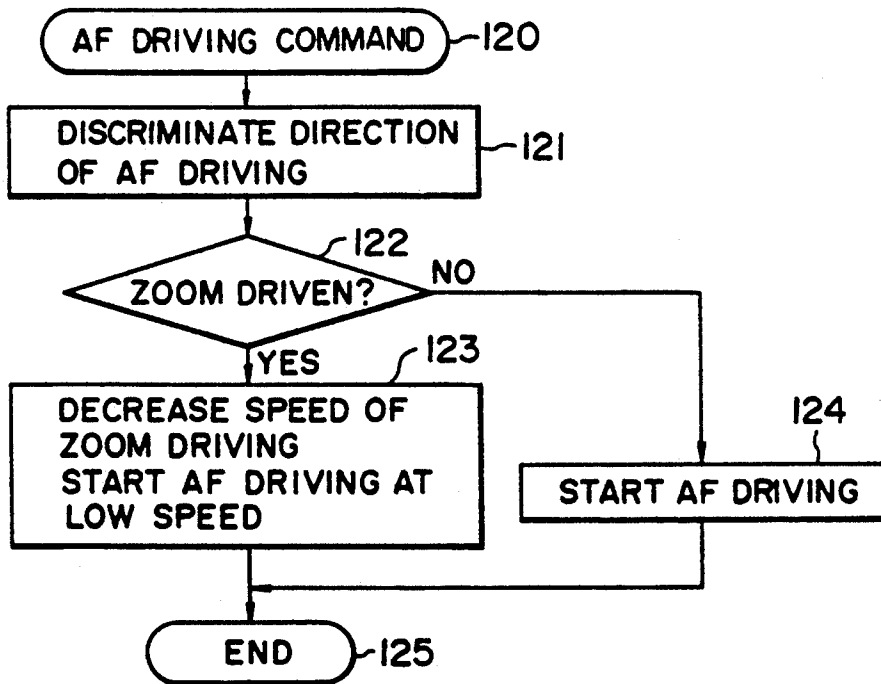 AF DRIVING COMMAND
120
DISCRIMINATE DIRECTION
OF AF DRIVING
121
122
ZOOM DRIVEN?
NO
YES
123
DECREASE SPEED OF
ZOOM DRIVING
START AF DRIVING AT
LOW SPEED
124
START AF DRIVING
END
125